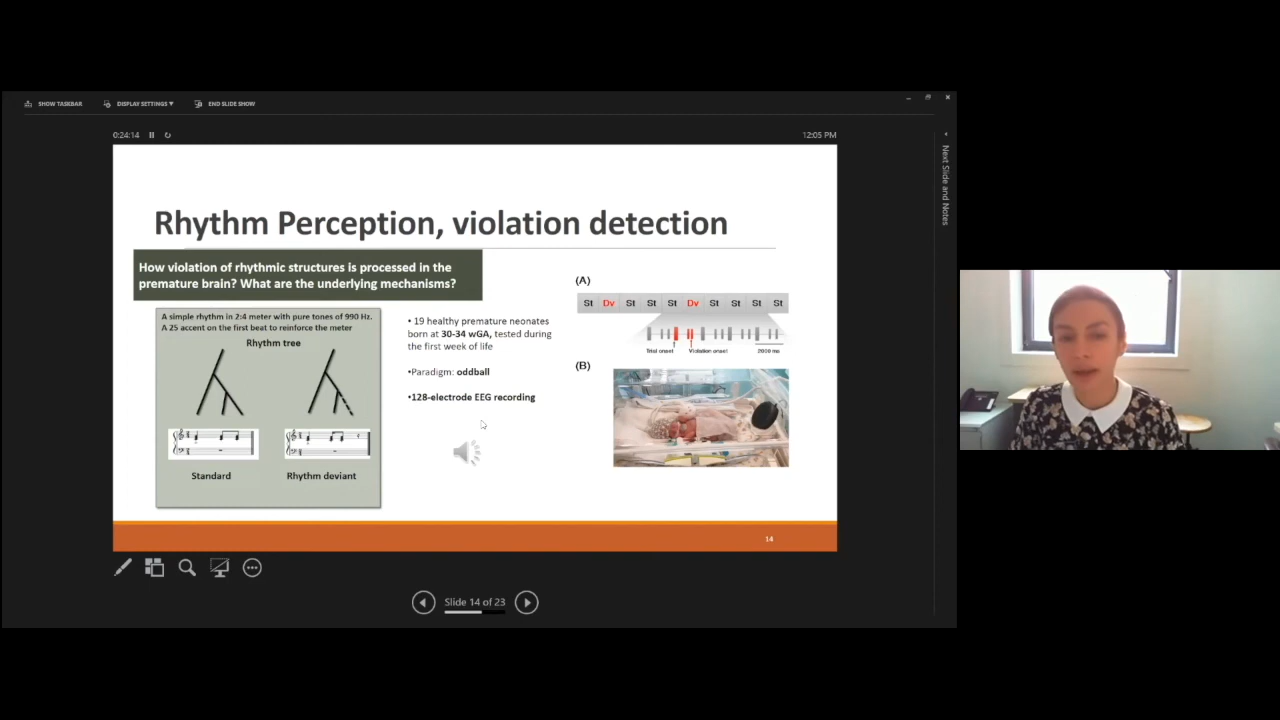 SHOW TASKBAR
DISPLAY SETTINGS ▾
END SLIDE SHOW
0:24:14
12:05 PM
Next Slide and Notes
Rhythm Perception, violation detection
How violation of rhythmic structures is processed in the
premature brain? What are the underlying mechanisms?
A simple rhythm in 2:4 meter with pure tones of 990 Hz.
A 25 accent on the first beat to reinforce the meter
Rhythm tree
Standard
Rhythm deviant
• 19 healthy premature neonates
born at 30-34 wGA, tested during
the first week of life
•Paradigm: oddball
•128-electrode EEG recording
(A)
St Dv St St St Dv St St St St
Trial onset
Violation onset
2000 ms
(B)
14
Slide 14 of 23